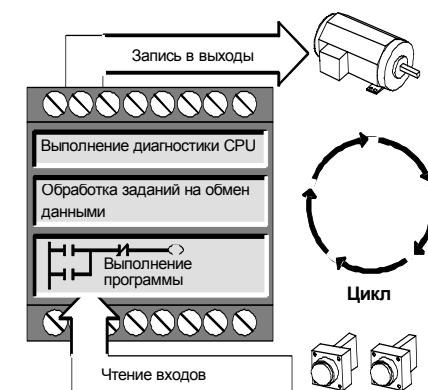 Запись в выходы
Выполнение диагностики CPU
Обработка заданий на обмен
данными
Выполнение
программы
Цикл
Чтение входов